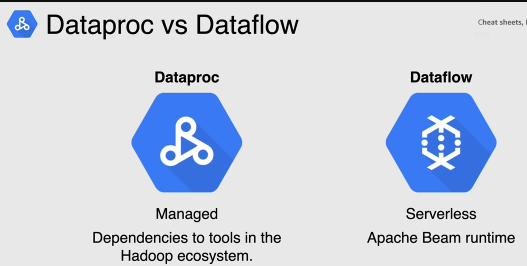 Dataproc vs Dataflow
Cheat sheets,
Dataproc
Dataflow
Managed
Serverless
Dependencies to tools in the
Hadoop ecosystem.
Apache Beam runtime